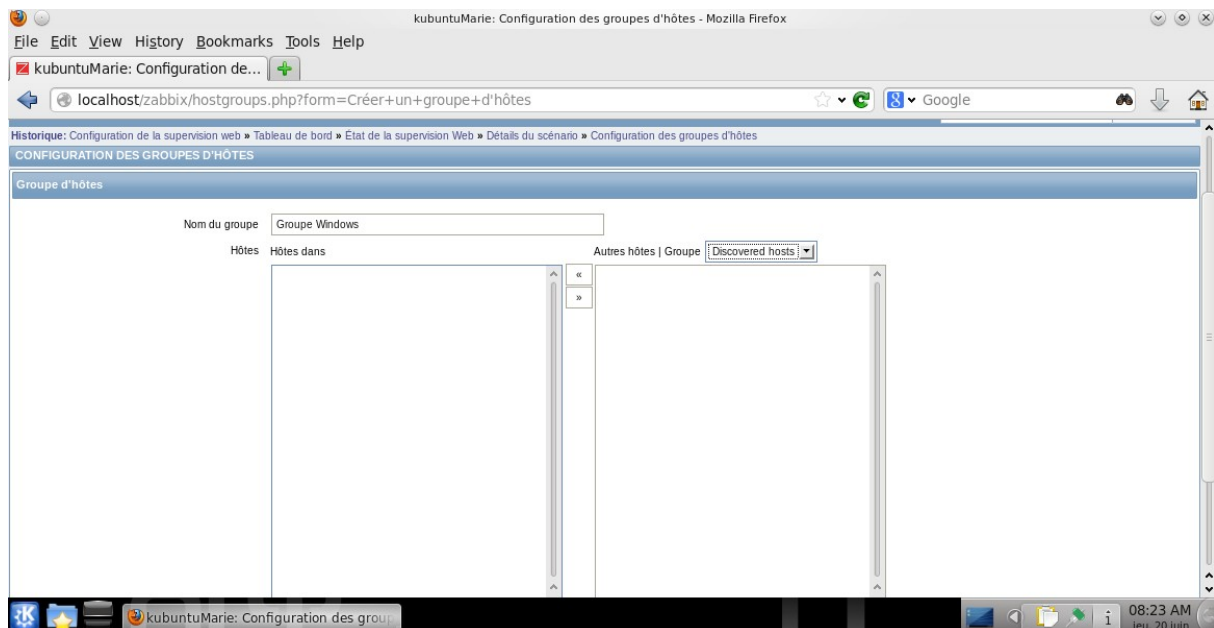 kubuntuMarie: Configuration des groupes d'hôtes - Mozilla Firefox
File Edit View History Bookmarks Tools Help
kubuntuMarie: Configuration de...
localhost/zabbix/hostgroups.php?form=Créer+un+groupe+d'hôtes
Google
Historique: Configuration de la supervision web » Tableau de bord » État de la supervision Web » Détails du scénario » Configuration des groupes d'hôtes
CONFIGURATION DES GROUPES D'HÔTES
Groupe d'hôtes
Nom du groupe Groupe Windows
Hôtes Hôtes dans Autres hôtes | Groupe Discovered hosts
«
»
kubuntuMarie: Configuration des group
08:23 AM
jeu. 20 juin